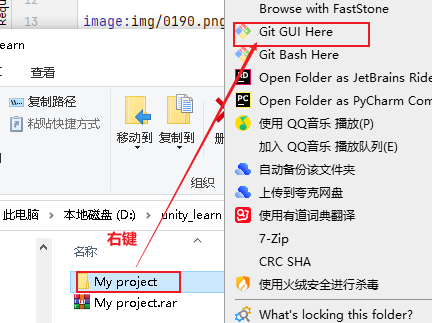 13
image:img/0190.png
earn
查看
复制路径
粘贴快捷方式
移动到
复制到
组织
此电脑
本地磁盘 (D:)
unity_learn
名称
右键
My project
My project.rar
Browse with FastStone
Git GUI Here
Git Bash Here
Open Folder as JetBrains Ride
Open Folder as PyCharm Com
使用 QQ音乐 播放(P)
加入 QQ音乐 播放队列(E)
自动备份该文件夹
上传到夸克网盘
使用有道词典翻译
7-Zip
CRC SHA
使用火绒安全进行杀毒
What's locking this folder?